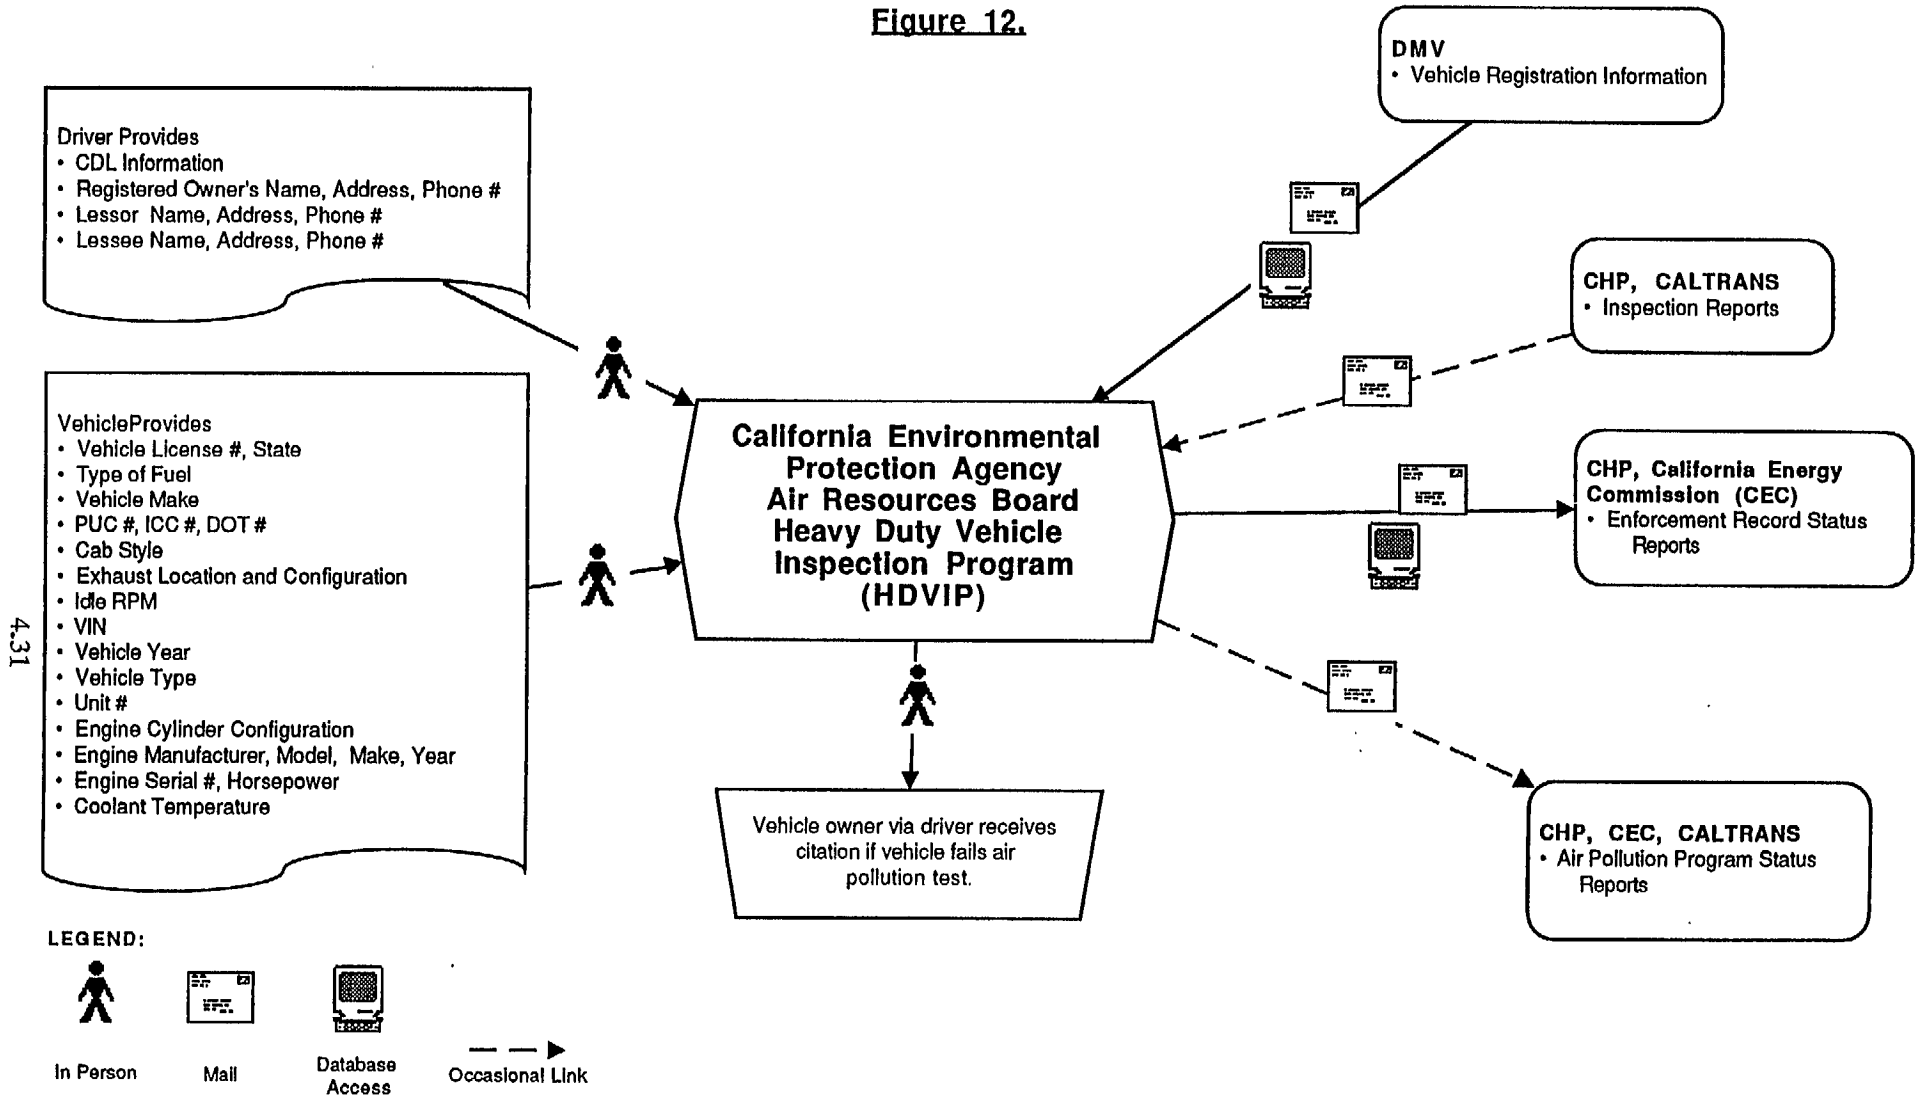 Figure 12.
Driver Provides
• CDL Information
• Registered Owner's Name, Address, Phone #
• Lessor Name, Address, Phone #
• Lessee Name, Address, Phone #
VehicleProvides
• Vehicle License #, State
• Type of Fuel
• Vehicle Make
• PUC #, ICC #, DOT #
• Cab Style
• Exhaust Location and Configuration
• Idle RPM
• VIN
• Vehicle Year
• Vehicle Type
• Unit #
• Engine Cylinder Configuration
• Engine Manufacturer, Model, Make, Year
• Engine Serial #, Horsepower
• Coolant Temperature
California Environmental
Protection Agency
Air Resources Board
Heavy Duty Vehicle
Inspection Program
(HDVIP)
Vehicle owner via driver receives
citation if vehicle fails air
pollution test.
DMV
• Vehicle Registration Information
CHP, CALTRANS
• Inspection Reports
CHP, California Energy
Commission (CEC)
• Enforcement Record Status
Reports
CHP, CEC, CALTRANS
• Air Pollution Program Status
Reports
LEGEND:
In Person
Mail
Database
Access
Occasional Link
4.31